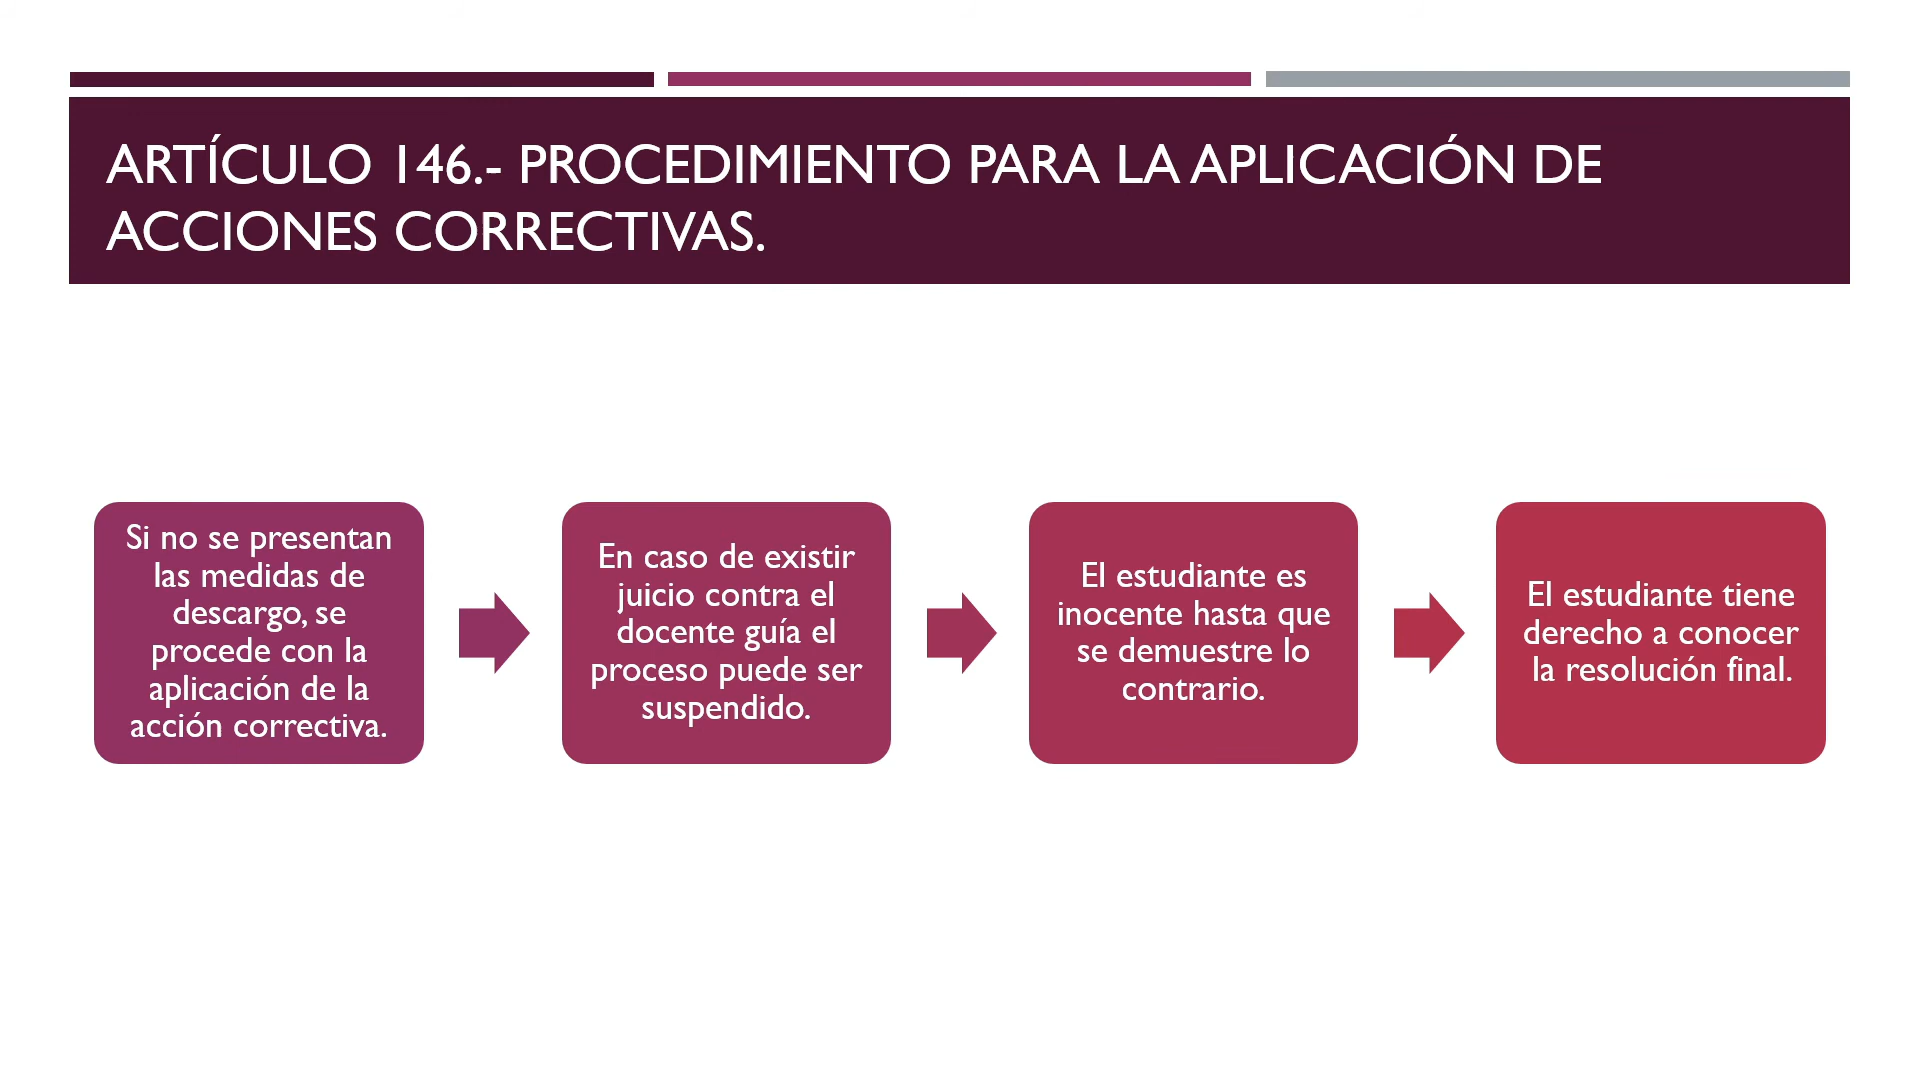 ARTÍCULO 146.- PROCEDIMIENTO PARA LA APLICACIÓN DE
ACCIONES CORRECTIVAS.
Si no se presentan
las medidas de
descargo, se
procede con la
aplicación de la
acción correctiva.
En caso de existir
juicio contra el
docente guía el
proceso puede ser
suspendido.
El estudiante es
inocente hasta que
se demuestre lo
contrario.
El estudiante tiene
derecho a conocer
la resolución final.